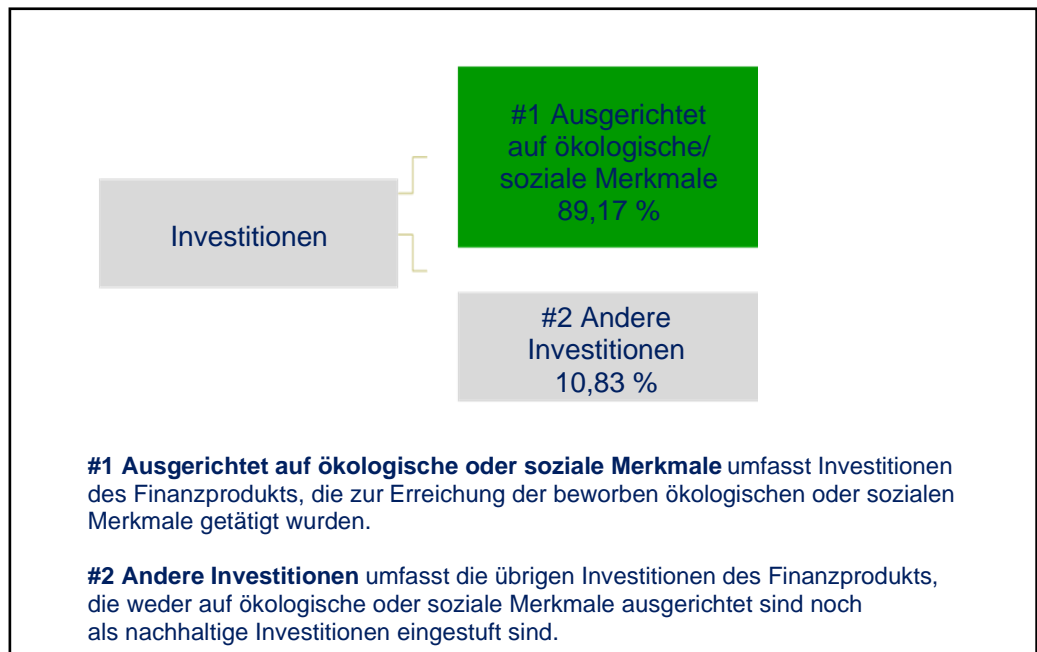 #1 Ausgerichtet
auf ökologische/
soziale Merkmale
89,17 %
Investitionen
#2 Andere
Investitionen
10,83 %
#1 Ausgerichtet auf ökologische oder soziale Merkmale umfasst Investitionen
des Finanzprodukts, die zur Erreichung der beworben ökologischen oder sozialen
Merkmale getätigt wurden.
#2 Andere Investitionen umfasst die übrigen Investitionen des Finanzprodukts,
die weder auf ökologische oder soziale Merkmale ausgerichtet sind noch
als nachhaltige Investitionen eingestuft sind.